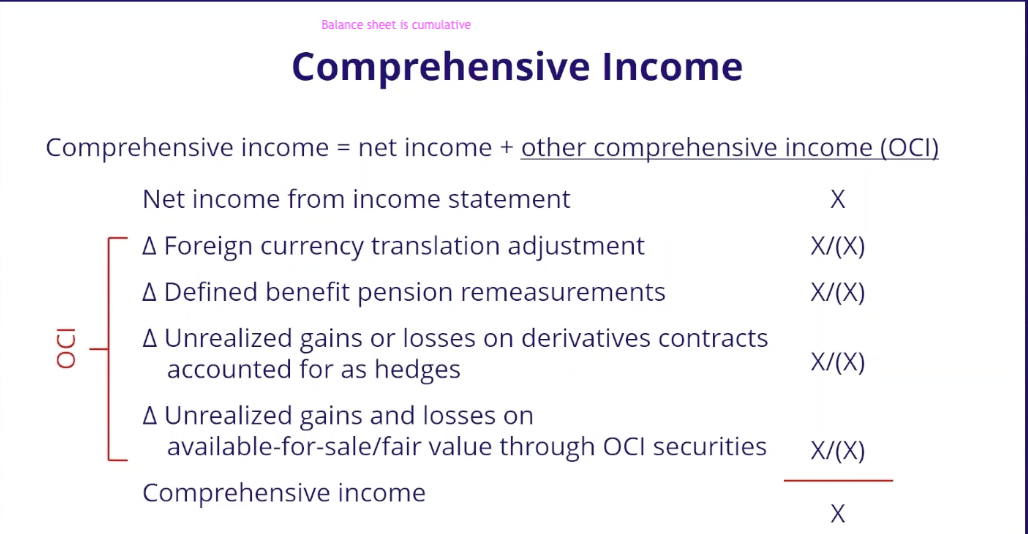 Balance sheet is cumulative
Comprehensive Income
Comprehensive income = net income + other comprehensive income (OCI)
Net income from income statement X
Δ Foreign currency translation adjustment X/(X)
Δ Defined benefit pension remeasurements X/(X)
Δ Unrealized gains or losses on derivatives contracts
accounted for as hedges X/(X)
Δ Unrealized gains and losses on
available-for-sale/fair value through OCI securities X/(X)
Comprehensive income
X
OCI